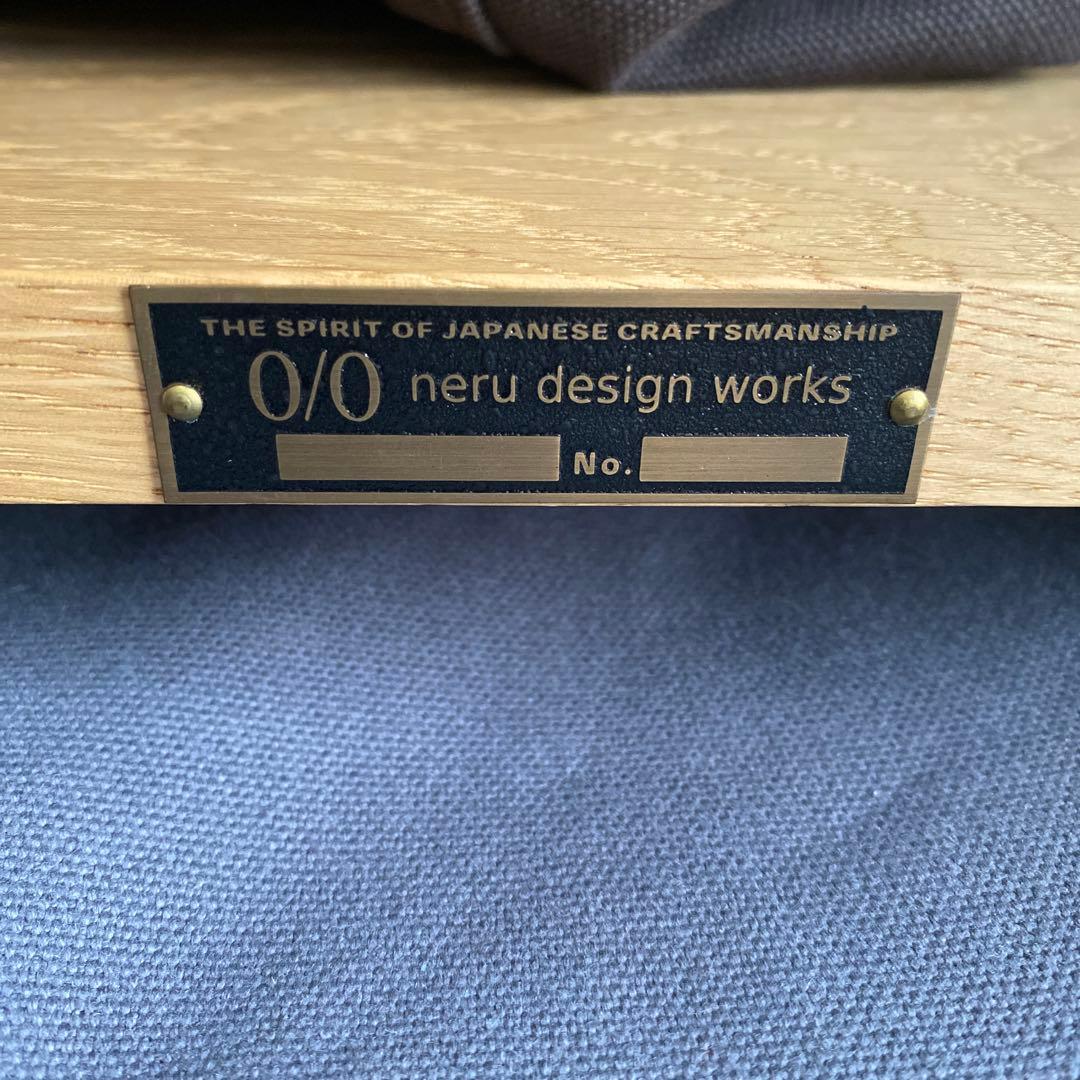 THE SPIRIT OF JAPANESE CRAFTSMANSHIP
0/0 neru design works
No.